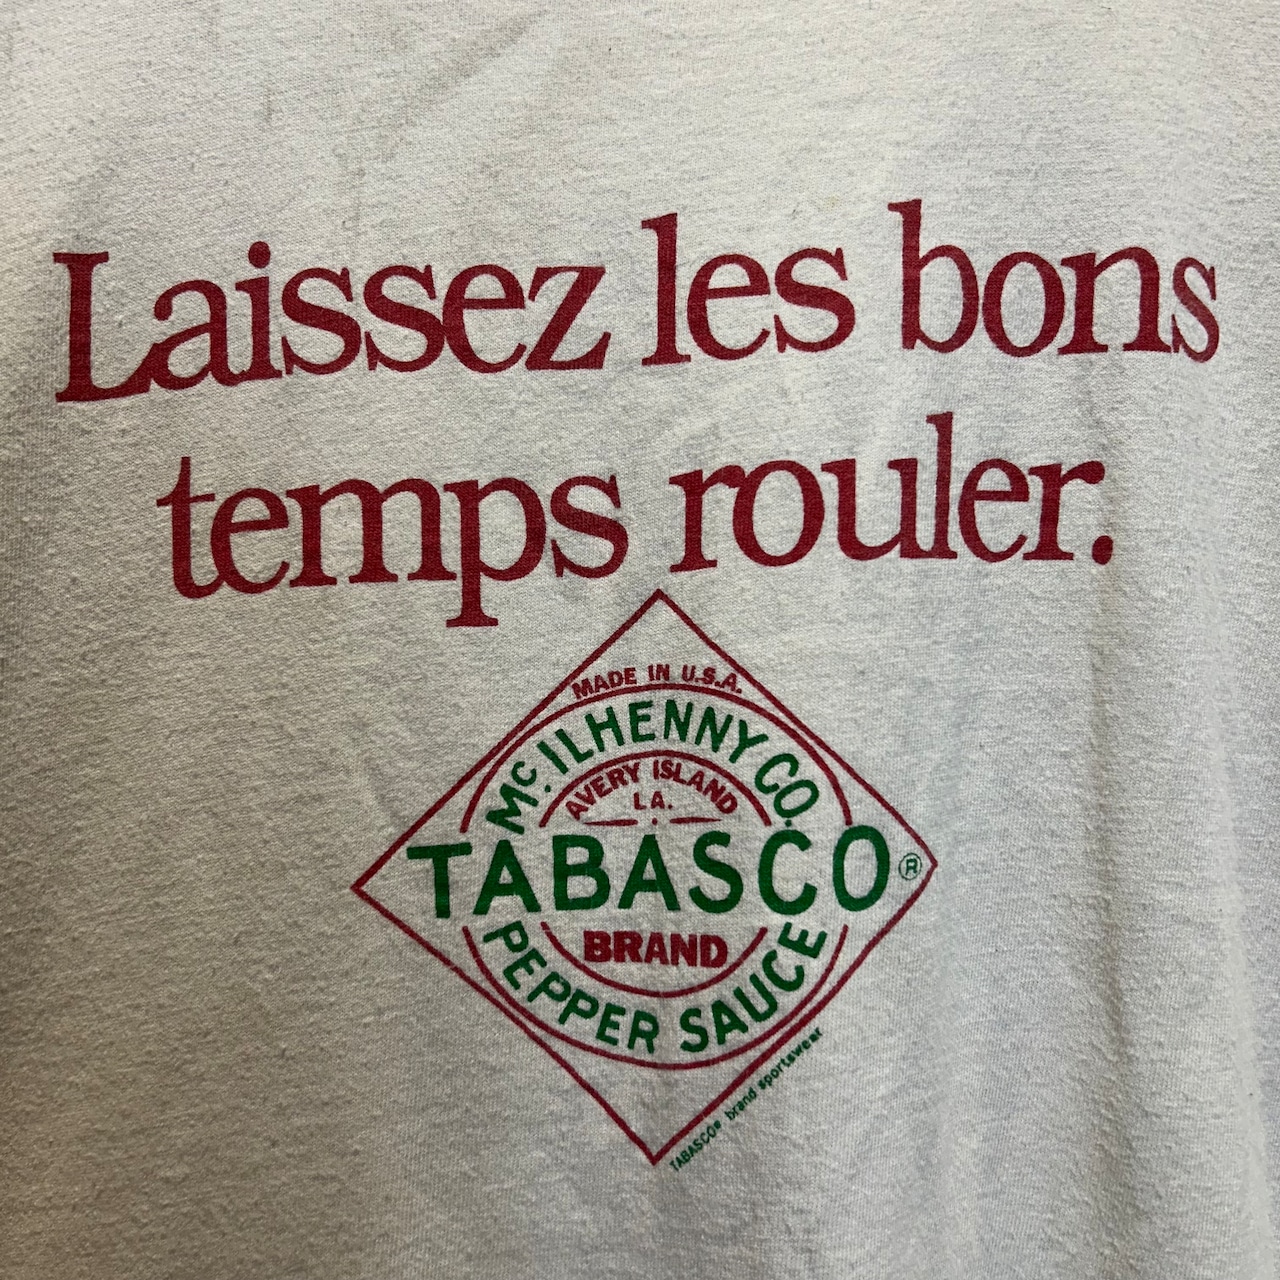 Laissez les bons
temps rouler.
MADE IN U.S.A.
Mc. ILHENNY CO.
AVERY ISLAND
LA.
TABASCO®
BRAND
PEPPER SAUCE
TABASCO® brand sportswear